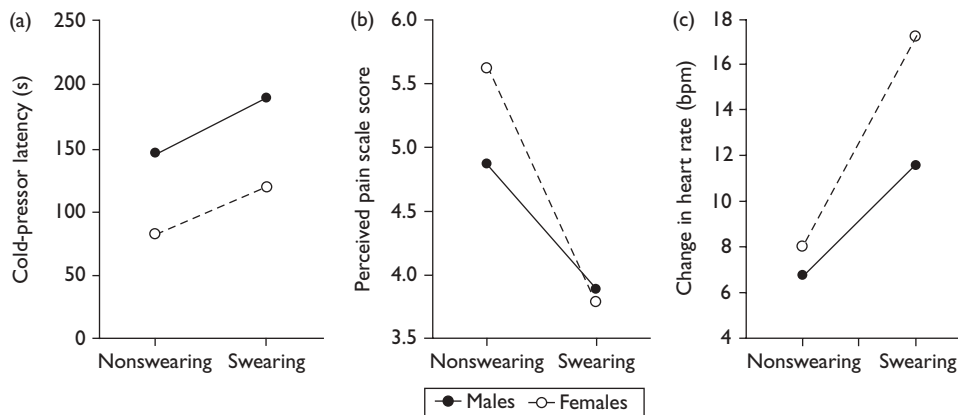 (a)
Cold-pressor latency (s)
250
200
150
100
50
0
Nonswearing Swearing
(b)
Perceived pain scale score
6.0
5.5
5.0
4.5
4.0
3.5
Nonswearing Swearing
(c)
Change in heart rate (bpm)
18
16
14
12
10
8
6
4
Nonswearing Swearing
Males Females